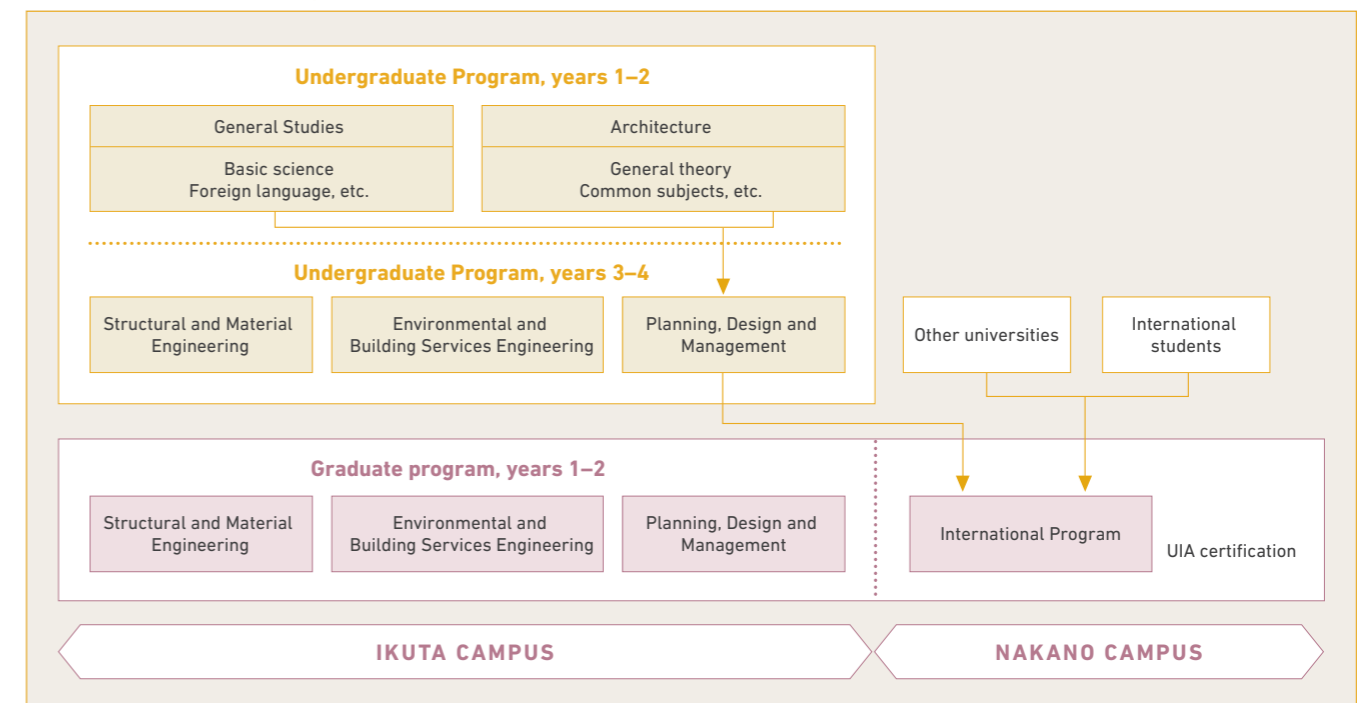 Undergraduate Program, years 1–2
General Studies
Architecture
Basic science
Foreign language, etc.
General theory
Common subjects, etc.
Undergraduate Program, years 3–4
Structural and Material
Engineering
Environmental and
Building Services Engineering
Planning, Design and
Management
Other universities
International
students
Graduate program, years 1–2
Structural and Material
Engineering
Environmental and
Building Services Engineering
Planning, Design and
Management
International Program
UIA certification
IKUTA CAMPUS
NAKANO CAMPUS